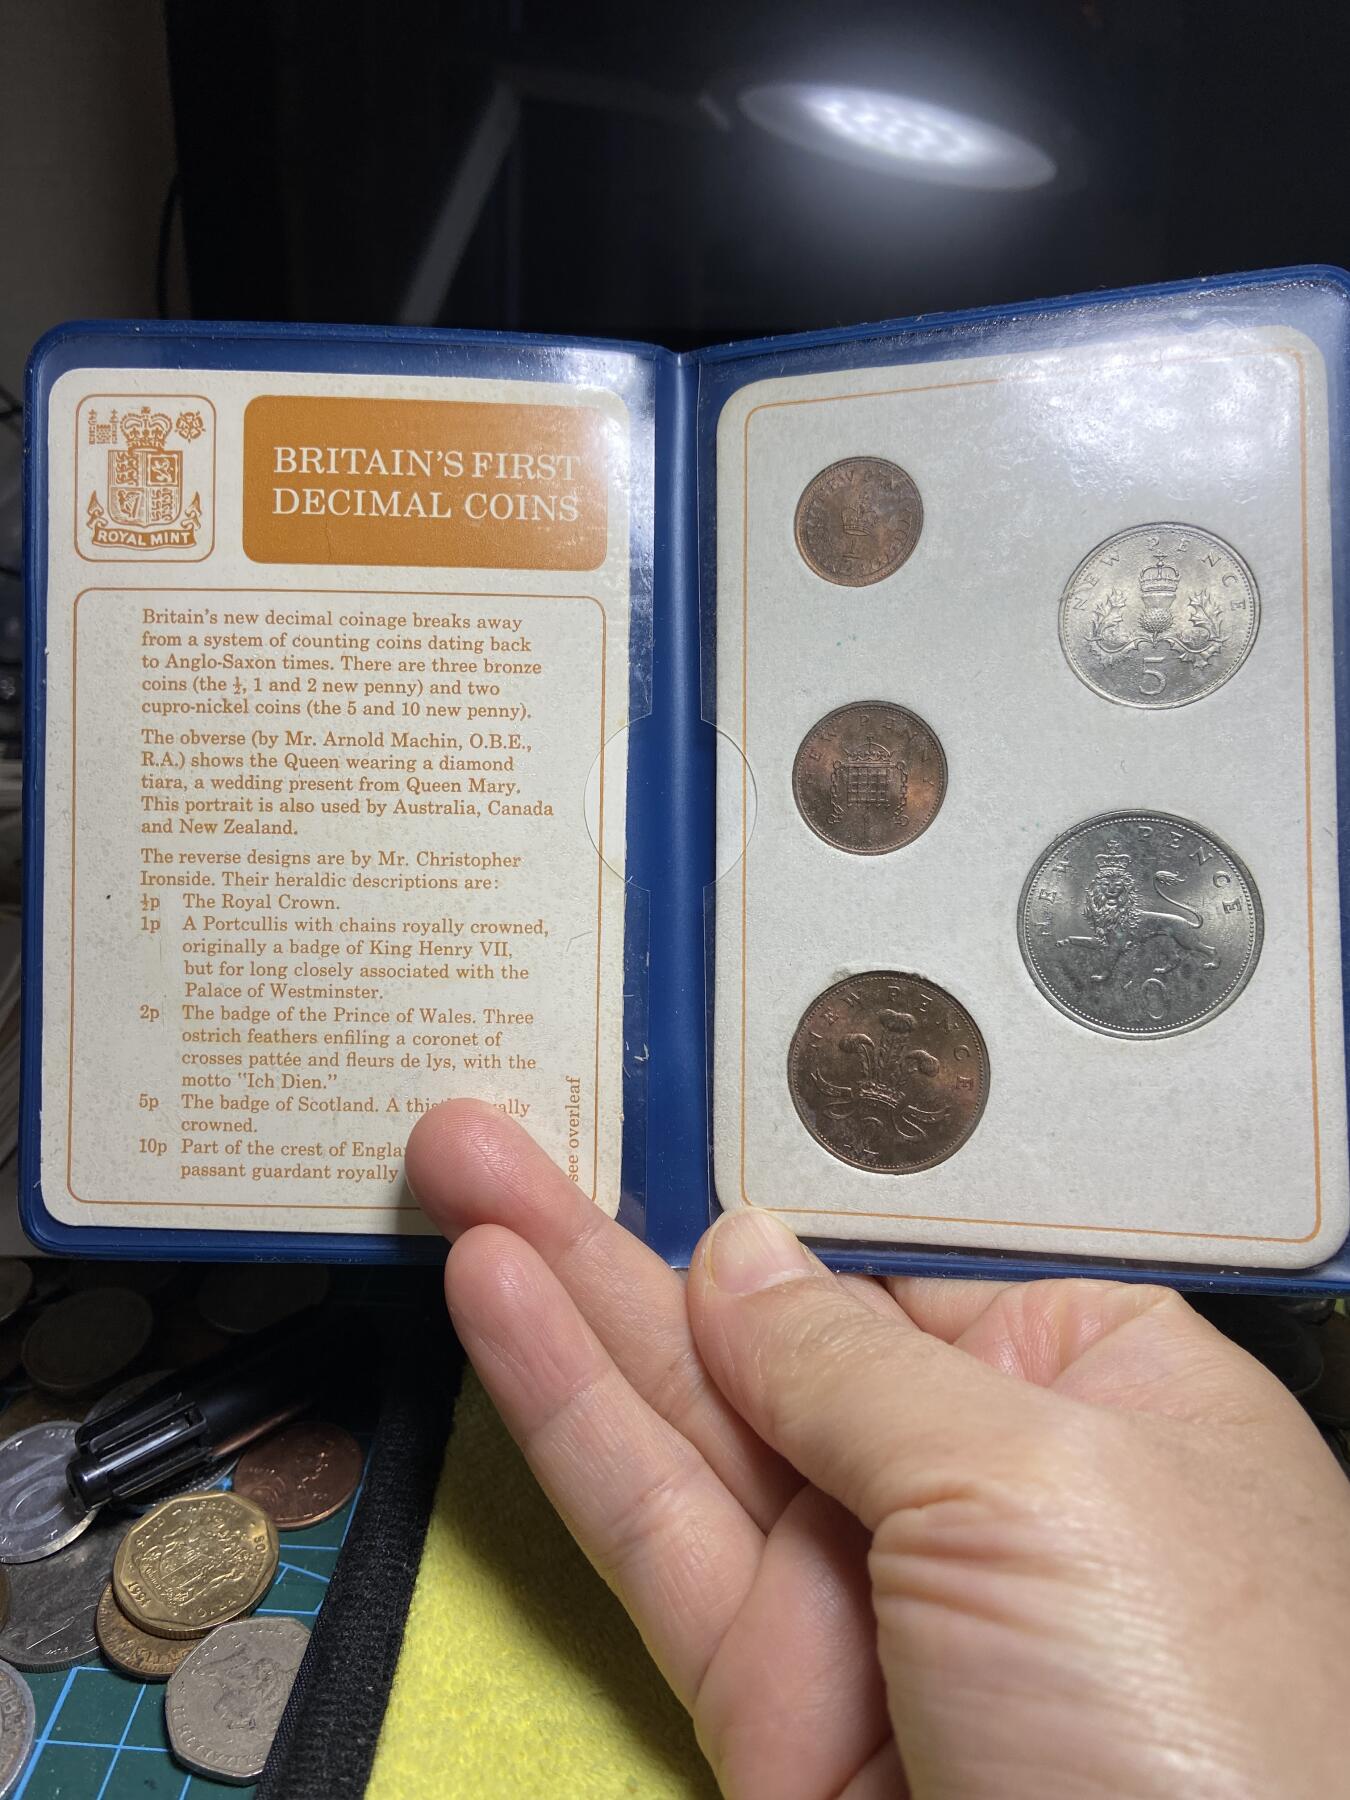 ROYAL MINT
BRITAIN'S FIRST
DECIMAL COINS
Britain's new decimal coinage breaks away
from a system of counting coins dating back
to Anglo-Saxon times. There are three bronze
coins (the ½, 1 and 2 new penny) and two
cupro-nickel coins (the 5 and 10 new penny).
The obverse (by Mr. Arnold Machin, O.B.E.,
R.A.) shows the Queen wearing a diamond
tiara, a wedding present from Queen Mary.
This portrait is also used by Australia, Canada
and New Zealand.
The reverse designs are by Mr. Christopher
Ironside. Their heraldic descriptions are:
½p The Royal Crown.
1p A Portcullis with chains royally crowned,
originally a badge of King Henry VII,
but for long closely associated with the
Palace of Westminster.
2p The badge of the Prince of Wales. Three
ostrich feathers enfiling a coronet of
crosses pattée and fleurs de lys, with the
motto "Ich Dien."
5p The badge of Scotland. A
crowned.
10p Part of the crest of
passant guardant royally
see overleaf
NEW PENCE
5
NEW PENNY
1
NEW PENCE
10
NEW PENCE
2
1994